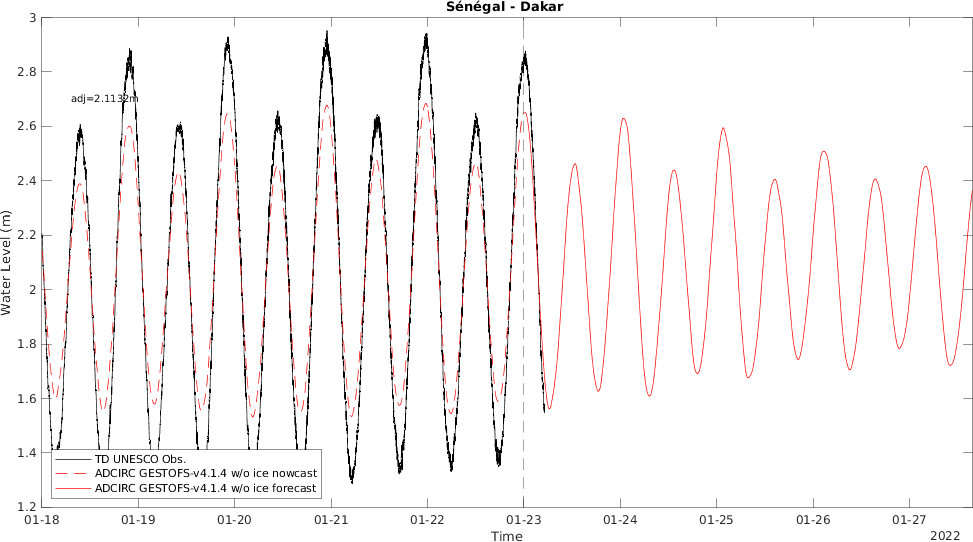 Sénégal - Dakar
Water Level (m)
3
2.8
2.6
2.4
2.2
2
1.8
1.6
1.4
1.2
adj=2.1132m
TD UNESCO Obs.
ADCIRC GESTOFS-v4.1.4 w/o ice nowcast
ADCIRC GESTOFS-v4.1.4 w/o ice forecast
01-18 01-19 01-20 01-21 01-22 01-23 01-24 01-25 01-26 01-27
Time
2022